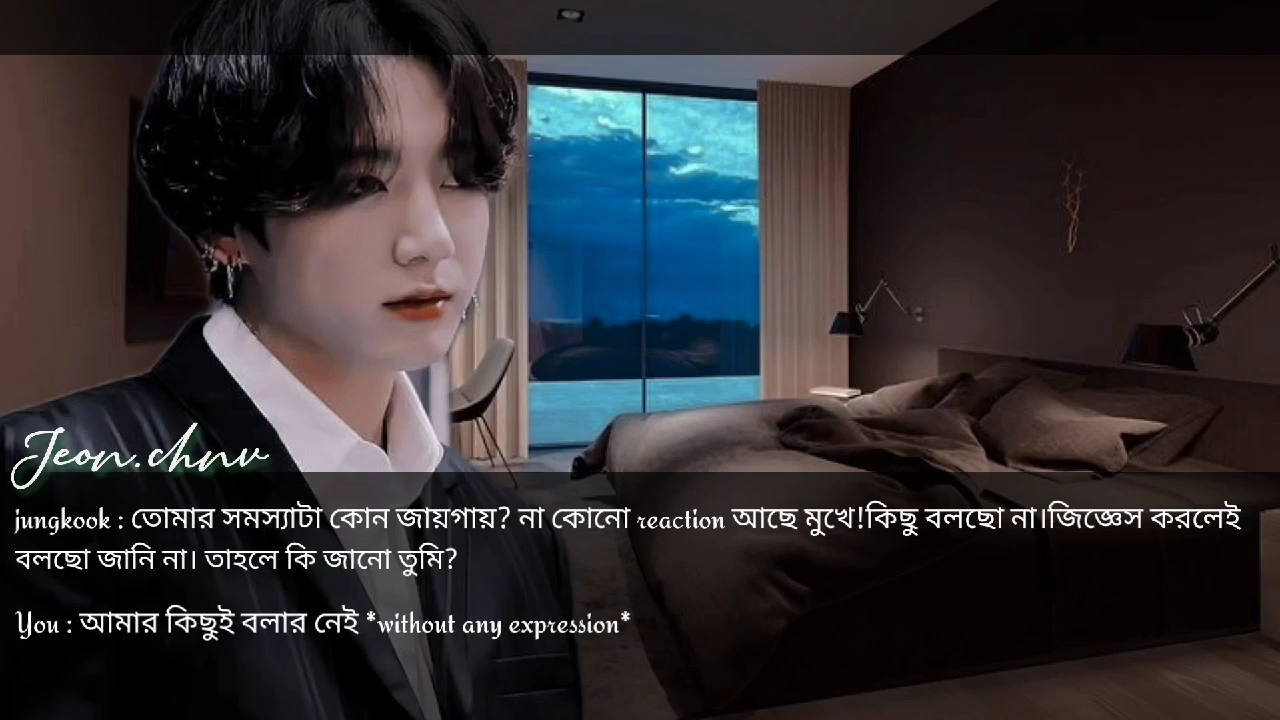 Jeon.chnv
jungkook : তোমার সমস্যাটা কোন জায়গায়? না কোনো reaction আছে মুখে!কিছু বলছো না।জিজ্ঞেস করলেই
বলছো জানি না। তাহলে কি জানো তুমি?
You : আমার কিছুই বলার নেই *without any expression*